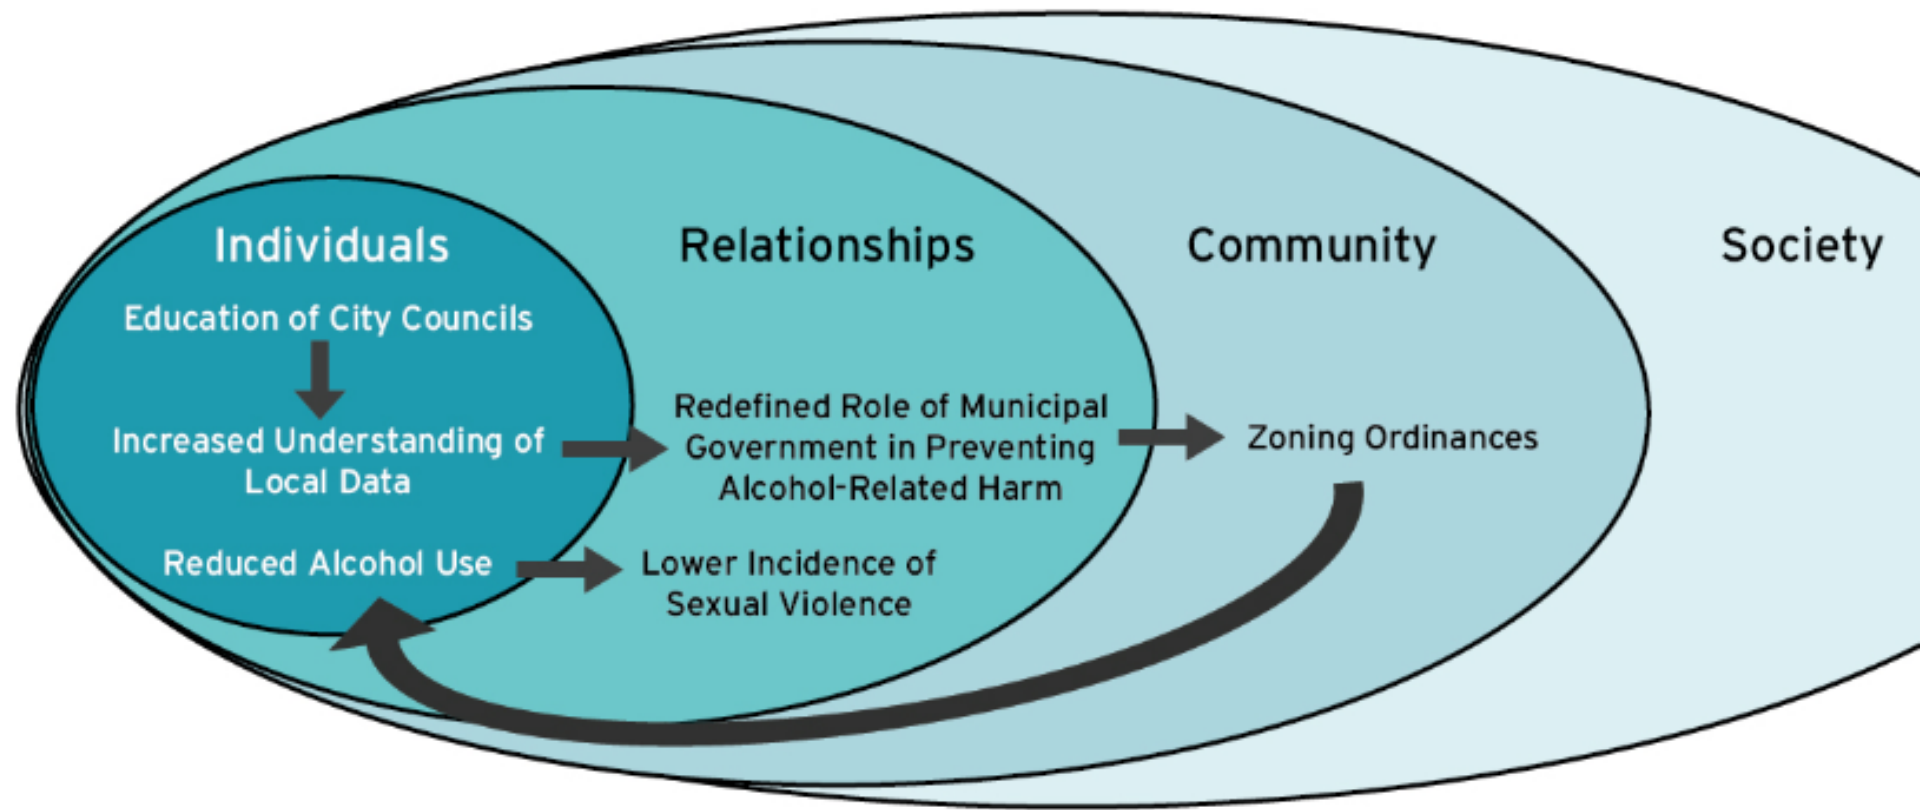 Individuals
Relationships
Community
Society
Education of City Councils
Increased Understanding of
Local Data
Redefined Role of Municipal
Government in Preventing
Alcohol-Related Harm
Zoning Ordinances
Reduced Alcohol Use
Lower Incidence of
Sexual Violence